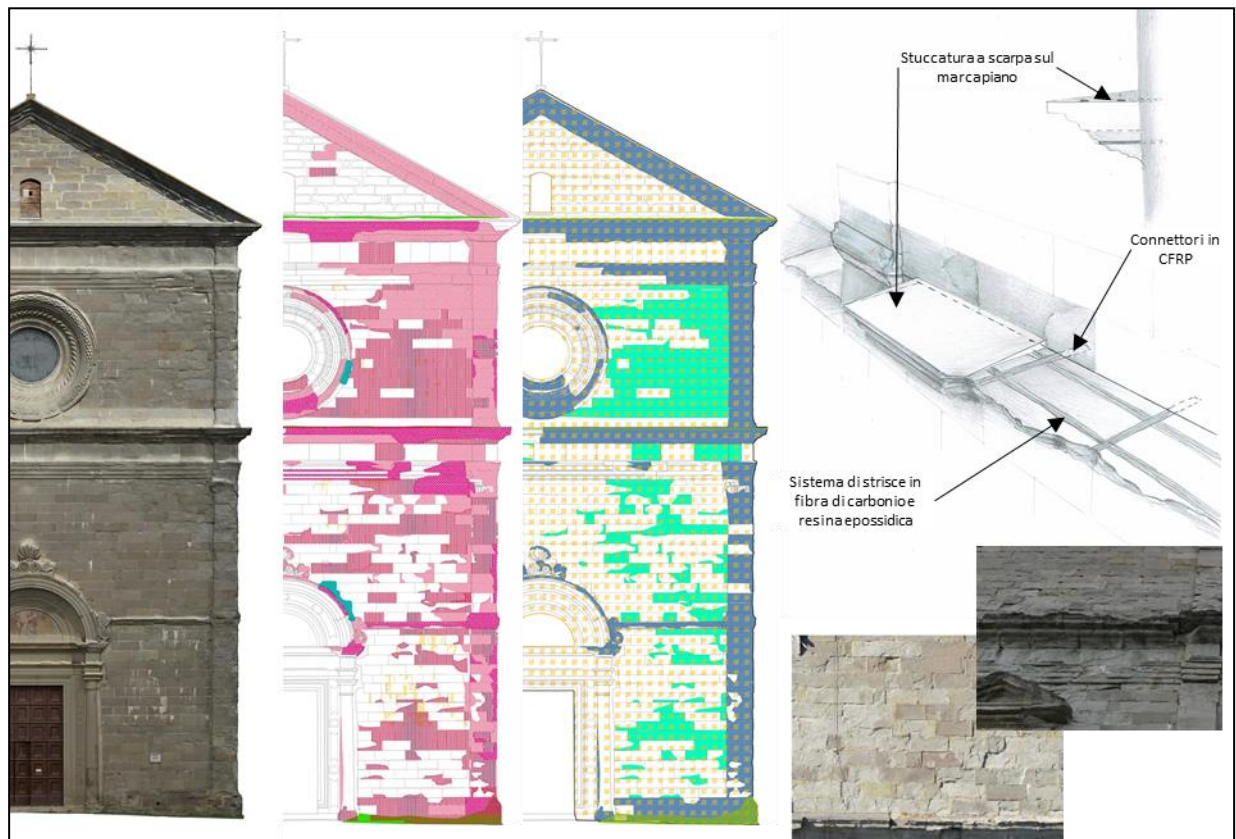 Stuccatura a scarpa sul
marcapiano
Connettori in
CFRP
Sistema di strisce in
fibra di carbonio e
resina epossidica